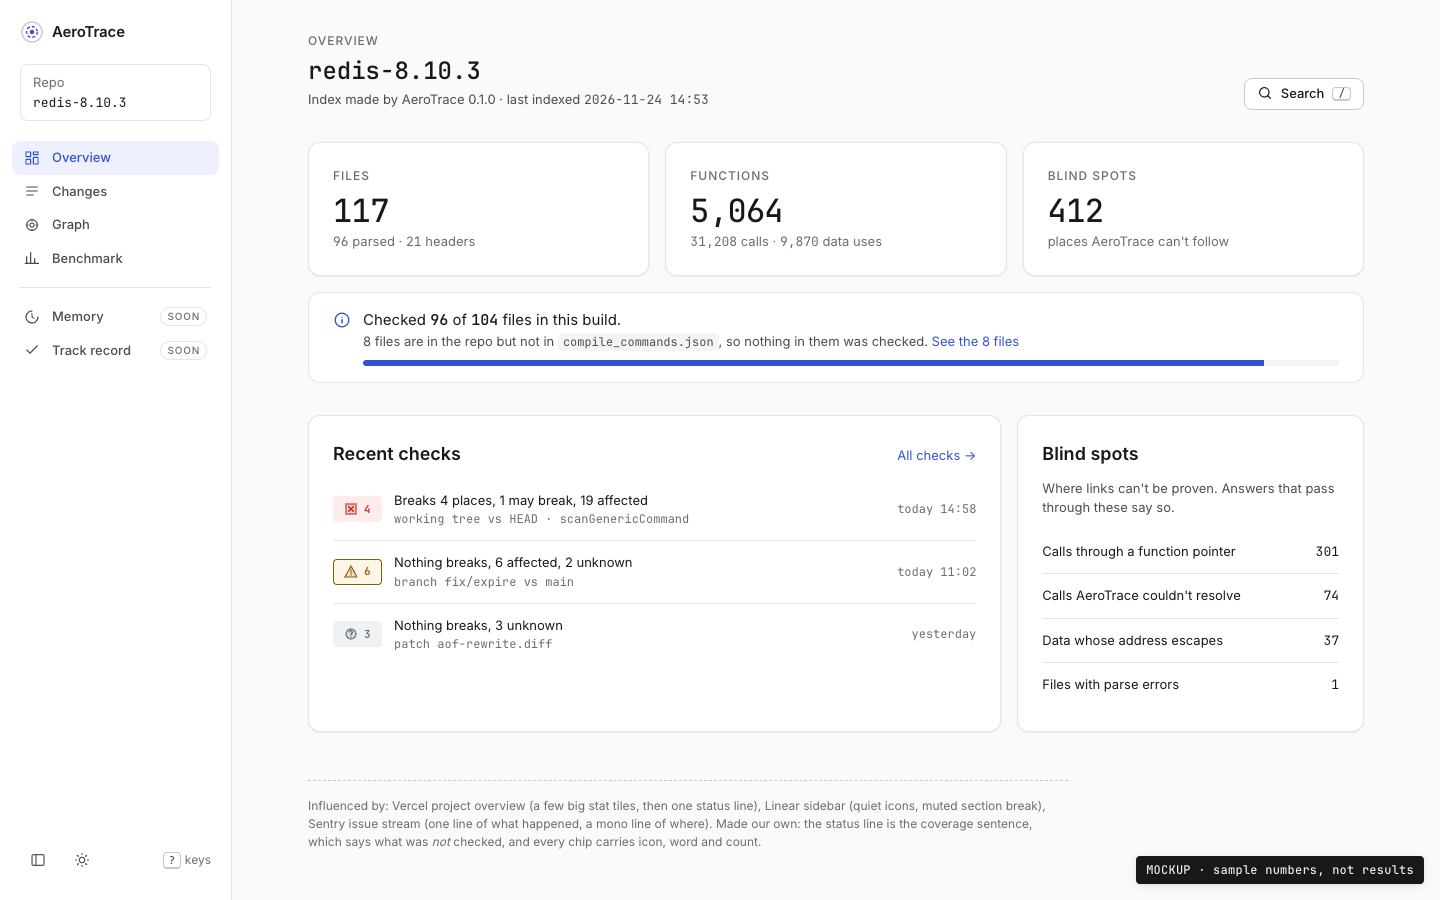 AeroTrace
Repo
redis-8.10.3
Overview
Changes
Graph
Benchmark
Memory SOON
Track record SOON
? keys
OVERVIEW
redis-8.10.3
Index made by AeroTrace 0.1.0 · last indexed 2026-11-24 14:53
Search /
FILES
117
96 parsed · 21 headers
FUNCTIONS
5,064
31,208 calls · 9,870 data uses
BLIND SPOTS
412
places AeroTrace can't follow
Checked 96 of 104 files in this build.
8 files are in the repo but not in compile_commands.json, so nothing in them was checked. See the 8 files
Recent checks
All checks →
4
Breaks 4 places, 1 may break, 19 affected
working tree vs HEAD · scanGenericCommand
today 14:58
6
Nothing breaks, 6 affected, 2 unknown
branch fix/expire vs main
today 11:02
3
Nothing breaks, 3 unknown
patch aof-rewrite.diff
yesterday
Blind spots
Where links can't be proven. Answers that pass
through these say so.
Calls through a function pointer 301
Calls AeroTrace couldn't resolve 74
Data whose address escapes 37
Files with parse errors 1
Influenced by: Vercel project overview (a few big stat tiles, then one status line), Linear sidebar (quiet icons, muted section break),
Sentry issue stream (one line of what happened, a mono line of where). Made our own: the status line is the coverage sentence,
which says what was not checked, and every chip carries icon, word and count.
MOCKUP · sample numbers, not results